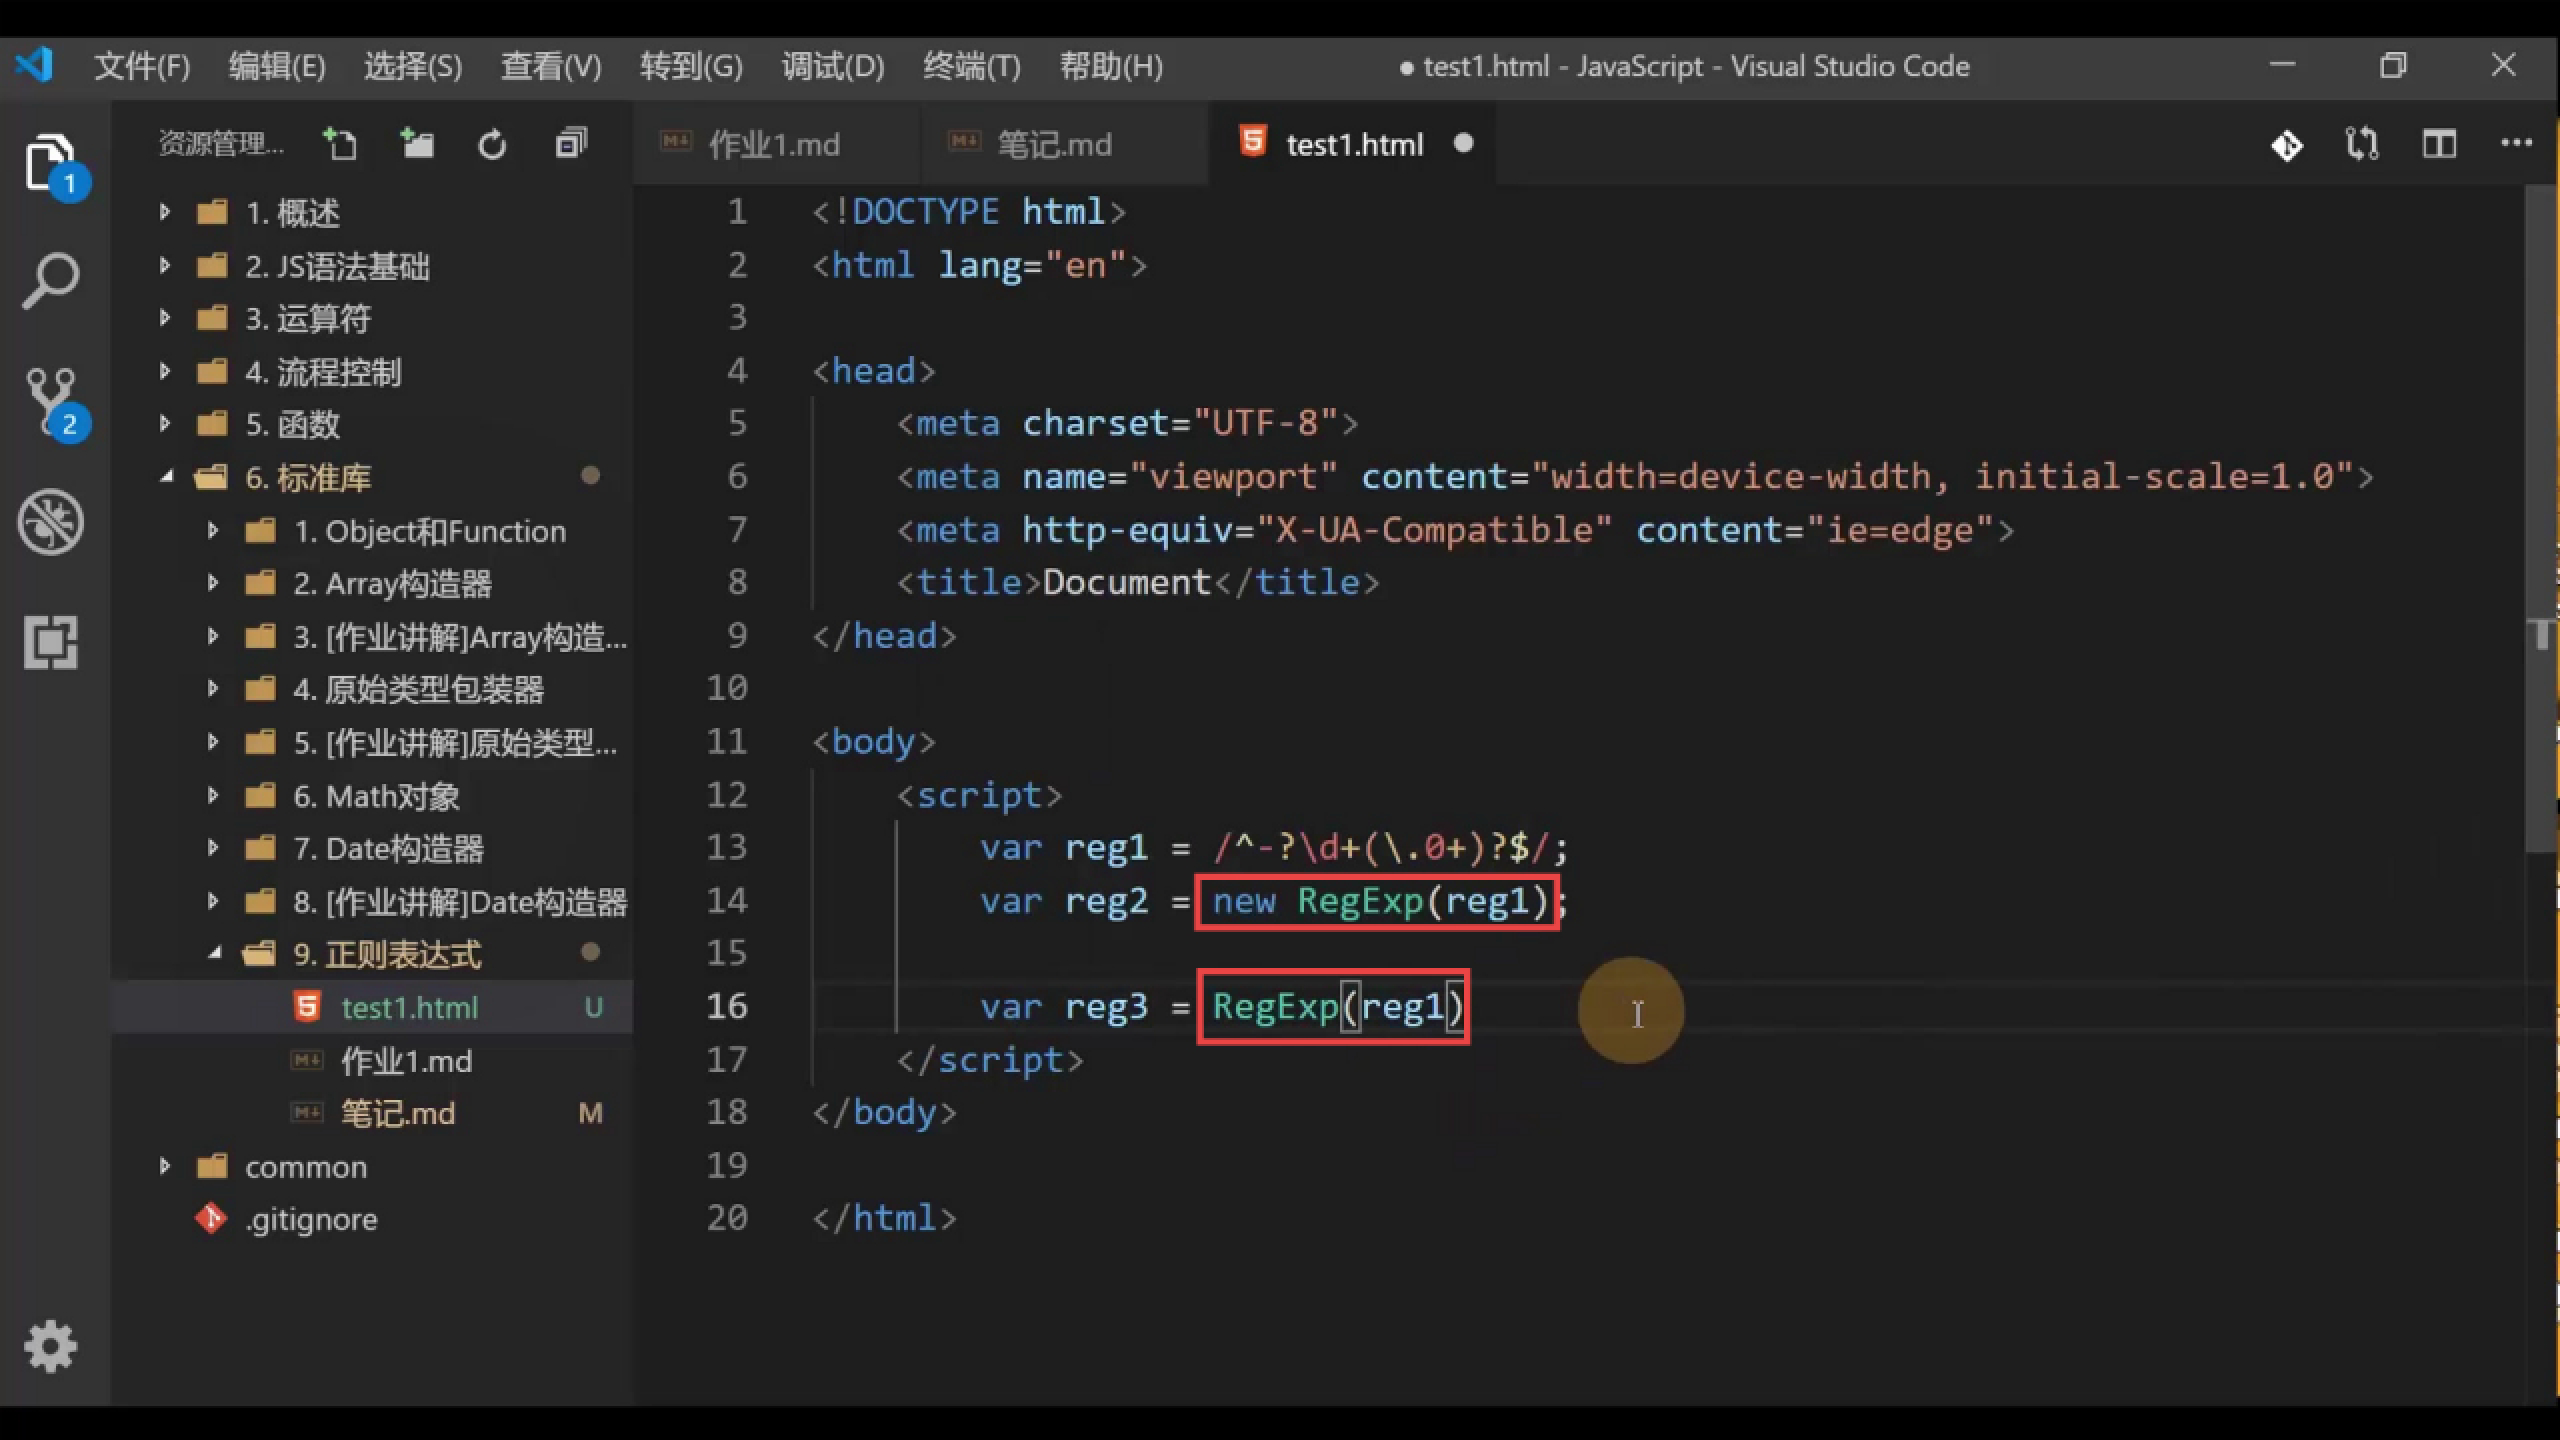 文件(F) 编辑(E) 选择(S) 查看(V) 转到(G) 调试(D) 终端(T) 帮助(H) ● test1.html - JavaScript - Visual Studio Code
资源管理...
作业1.md 笔记.md test1.html
1
2
1. 概述
2. JS语法基础
3. 运算符
4. 流程控制
5. 函数
6. 标准库
1. Object和Function
2. Array构造器
3. [作业讲解]Array构造...
4. 原始类型包装器
5. [作业讲解]原始类型...
6. Math对象
7. Date构造器
8. [作业讲解]Date构造器
9. 正则表达式
test1.html U
作业1.md
笔记.md M
common
.gitignore
1 <!DOCTYPE html>
2 <html lang="en">
3
4 <head>
5 <meta charset="UTF-8">
6 <meta name="viewport" content="width=device-width, initial-scale=1.0">
7 <meta http-equiv="X-UA-Compatible" content="ie=edge">
8 <title>Document</title>
9 </head>
10
11 <body>
12 <script>
13 var reg1 = /^-?\d+(\.0+)?$/;
14 var reg2 = new RegExp(reg1);
15
16 var reg3 = RegExp(reg1)
17 </script>
18 </body>
19
20 </html>